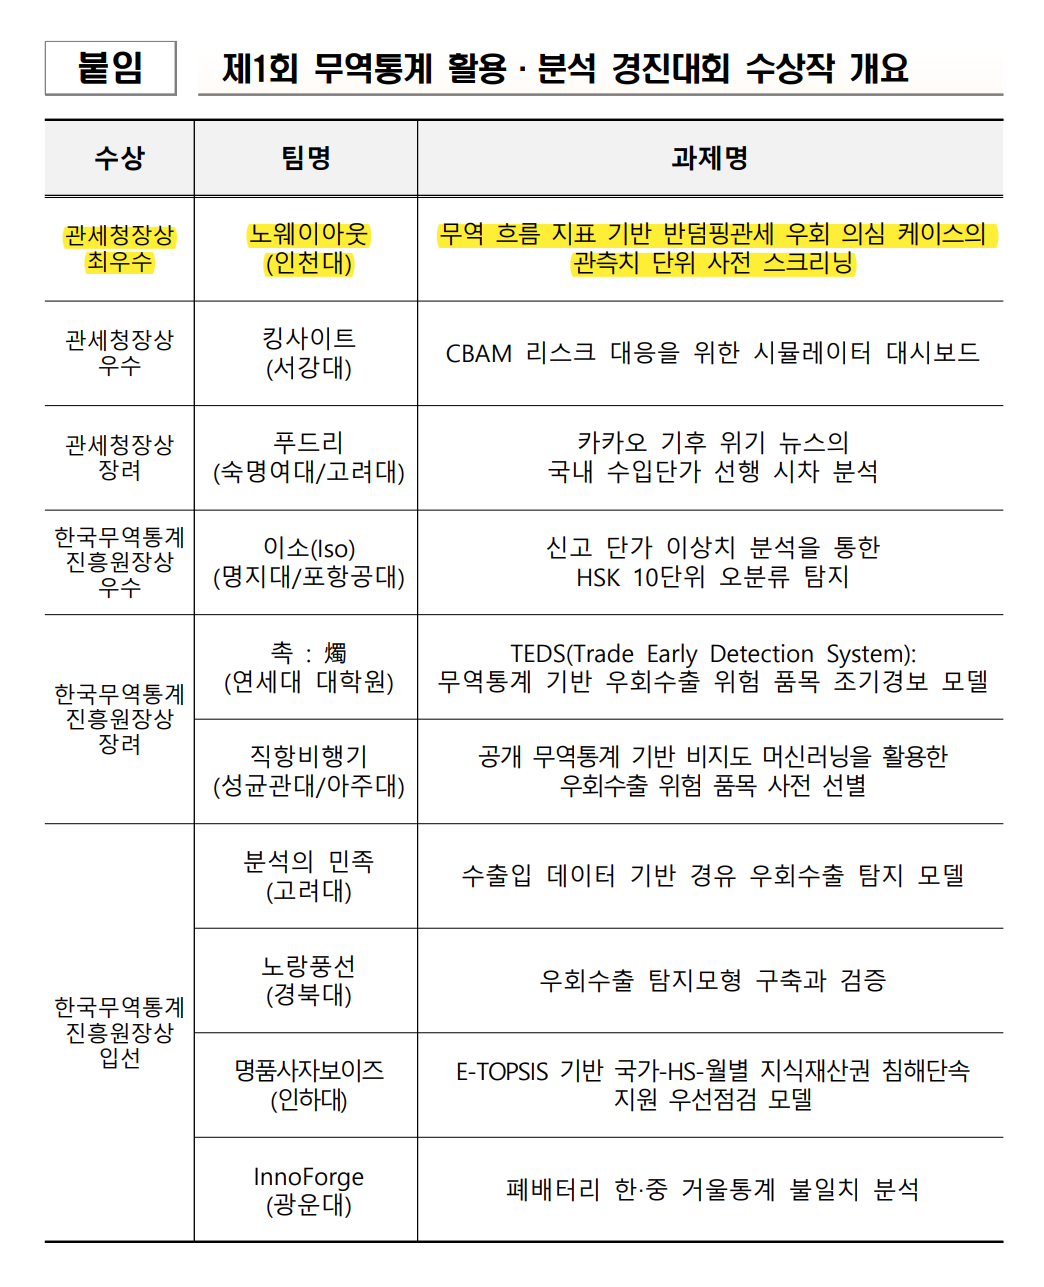 붙임
제1회 무역통계 활용·분석 경진대회 수상작 개요
수상 팀명 과제명
관세청장상
최우수
노웨이아웃
(인천대)
무역 흐름 지표 기반 반덤핑관세 우회 의심 케이스의
관측치 단위 사전 스크리닝
관세청장상
우수
킹사이트
(서강대)
CBAM 리스크 대응을 위한 시뮬레이터 대시보드
관세청장상
장려
푸드리
(숙명여대/고려대)
카카오 기후 위기 뉴스의
국내 수입단가 선행 시차 분석
한국무역통계
진흥원장상
우수
이소(Iso)
(명지대/포항공대)
신고 단가 이상치 분석을 통한
HSK 10단위 오분류 탐지
한국무역통계
진흥원장상
장려
촉 : 燭
(연세대 대학원)
TEDS(Trade Early Detection System):
무역통계 기반 우회수출 위험 품목 조기경보 모델
직항비행기
(성균관대/아주대)
공개 무역통계 기반 비지도 머신러닝을 활용한
우회수출 위험 품목 사전 선별
한국무역통계
진흥원장상
입선
분석의 민족
(고려대)
수출입 데이터 기반 경유 우회수출 탐지 모델
노랑풍선
(경북대)
우회수출 탐지모형 구축과 검증
명품사자보이즈
(인하대)
E-TOPSIS 기반 국가-HS-월별 지식재산권 침해단속
지원 우선점검 모델
InnoForge
(광운대)
폐배터리 한·중 거울통계 불일치 분석